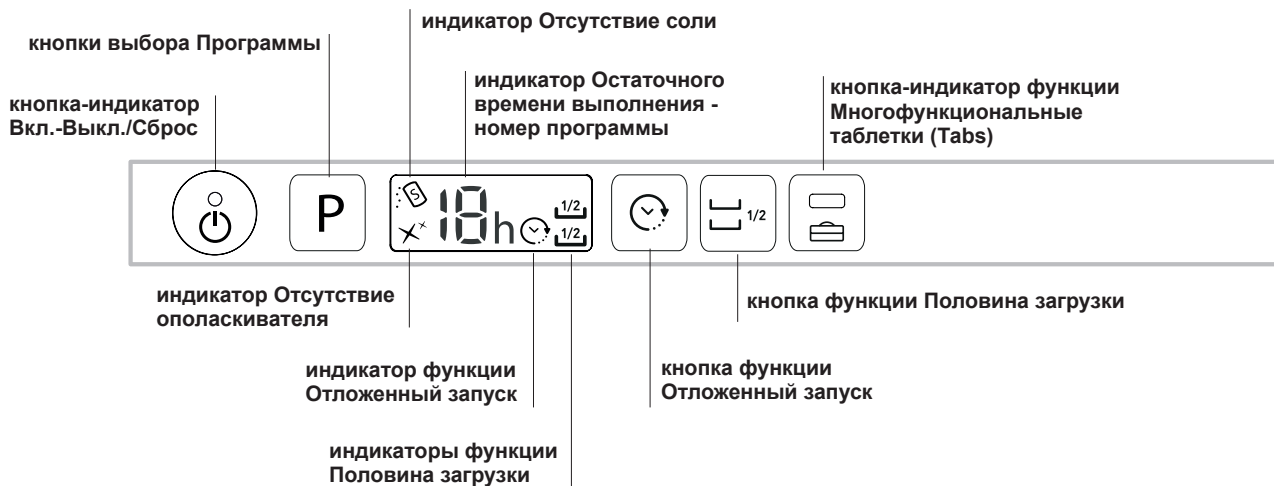 индикатор Отсутствие соли
кнопки выбора Программы
индикатор Остаточного
времени выполнения -
номер программы
кнопка-индикатор функции
Многофункциональные
таблетки (Tabs)
кнопка-индикатор
Вкл.-Выкл./Сброс
P
S
18h
1/2
1/2
1/2
индикатор Отсутствие
ополаскивателя
кнопка функции Половина загрузки
индикатор функции
Отложенный запуск
кнопка функции
Отложенный запуск
индикаторы функции
Половина загрузки